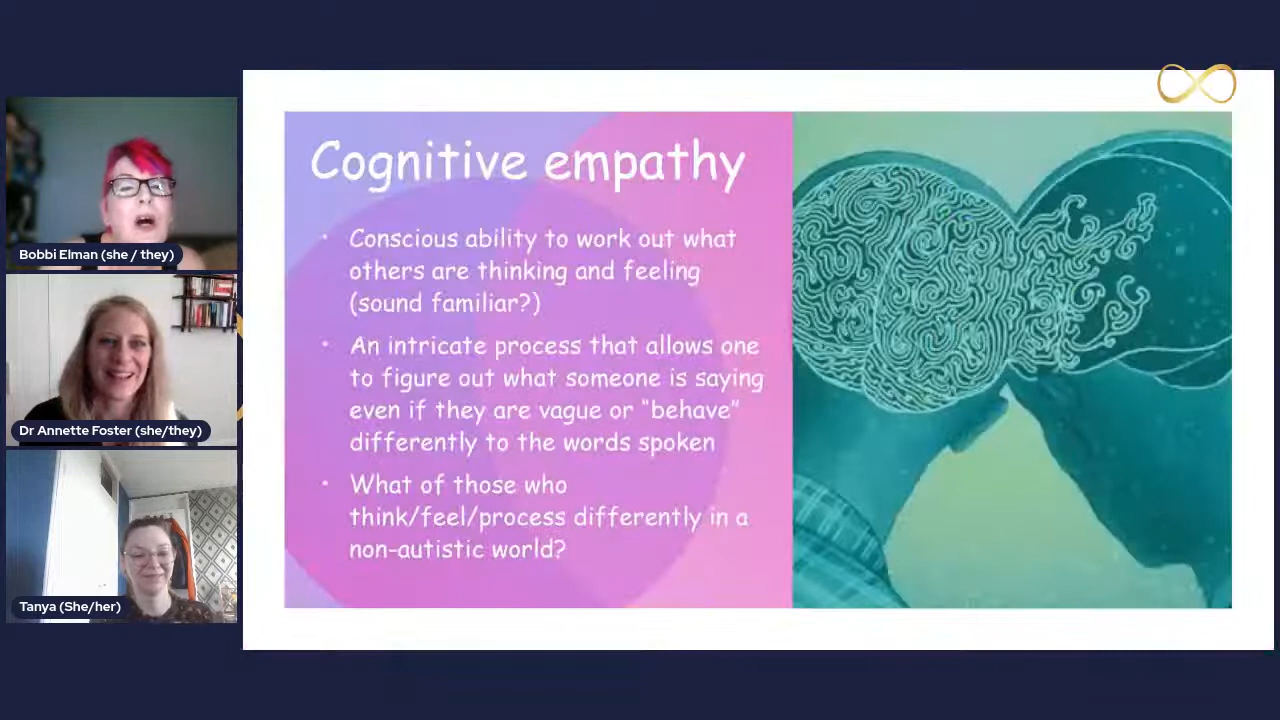 Bobbi Elman (she / they)
Dr Annette Foster (she/they)
Tanya (She/her)
Cognitive empathy
• Conscious ability to work out what
others are thinking and feeling
(sound familiar?)
• An intricate process that allows one
to figure out what someone is saying
even if they are vague or “behave”
differently to the words spoken
• What of those who
think/feel/process differently in a
non-autistic world?